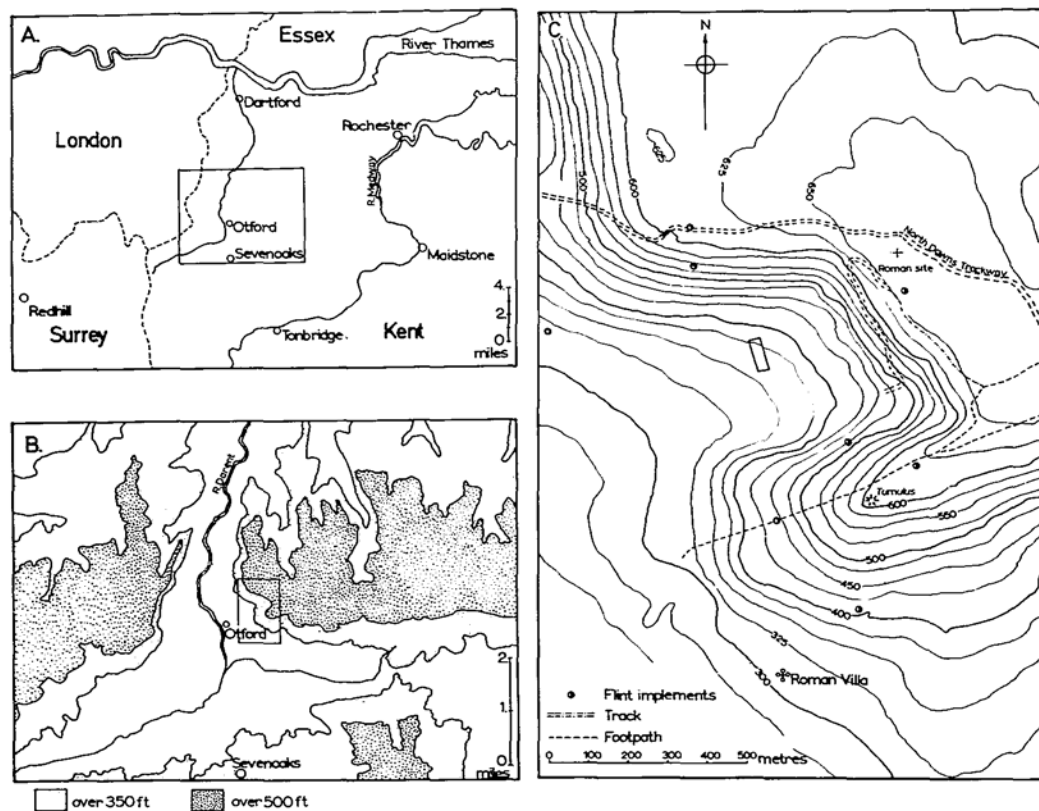 A.
Essex
River Thames
Dartford
London
Rochester
R. Medway
Otford
Sevenoaks
Maidstone
Redhill
Surrey
Tonbridge.
Kent
4
2
0
miles
B.
R. Darent
Otford
2
1
0
miles
Sevenoaks
over 350 ft
over 500 ft
C
N
625
500
600
625
650
North Downs Trackway
Roman site
Tumulus
600
550
500
450
400
325
300
Roman Villa
Flint implements
Track
Footpath
0 100 200 300 400 500 metres